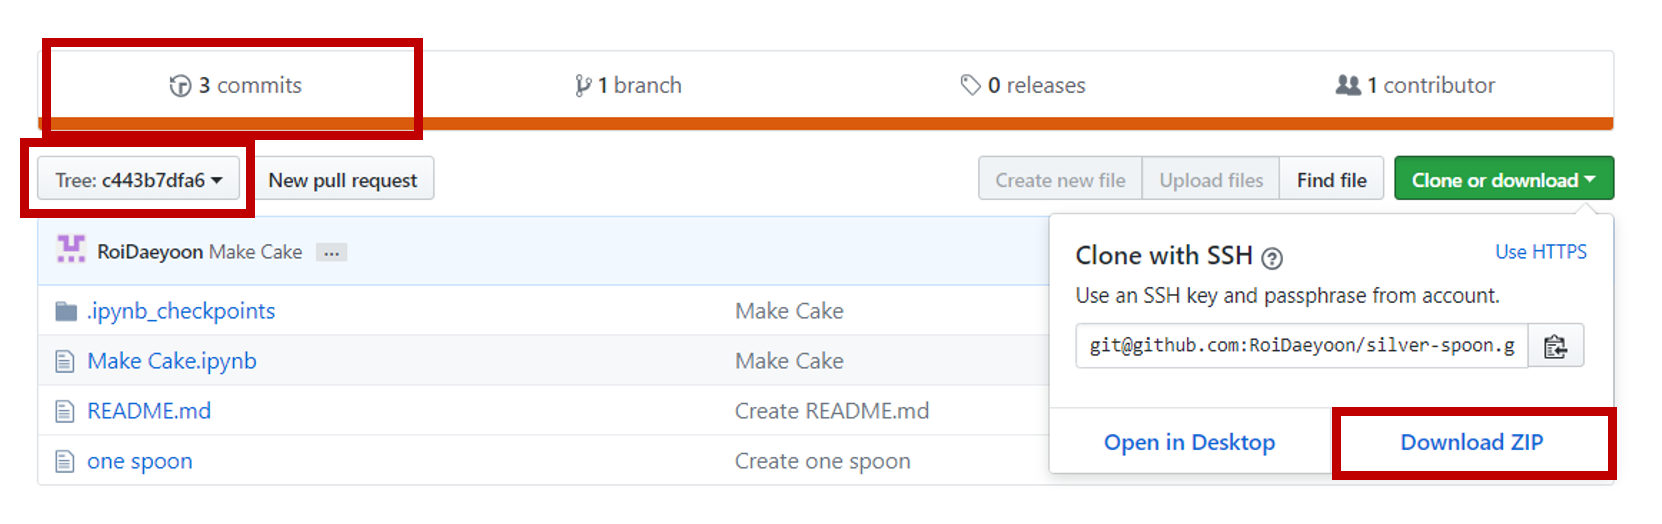 3 commits
1 branch
0 releases
1 contributor
Tree: c443b7dfa6
New pull request
Create new file
Upload files
Find file
Clone or download
RoiDaeyoon Make Cake ...
Clone with SSH ?
Use HTTPS
Use an SSH key and passphrase from account.
git@github.com:RoiDaeyoon/silver-spoon.g
Open in Desktop
Download ZIP
.ipynb_checkpoints
Make Cake
Make Cake.ipynb
Make Cake
README.md
Create README.md
one spoon
Create one spoon